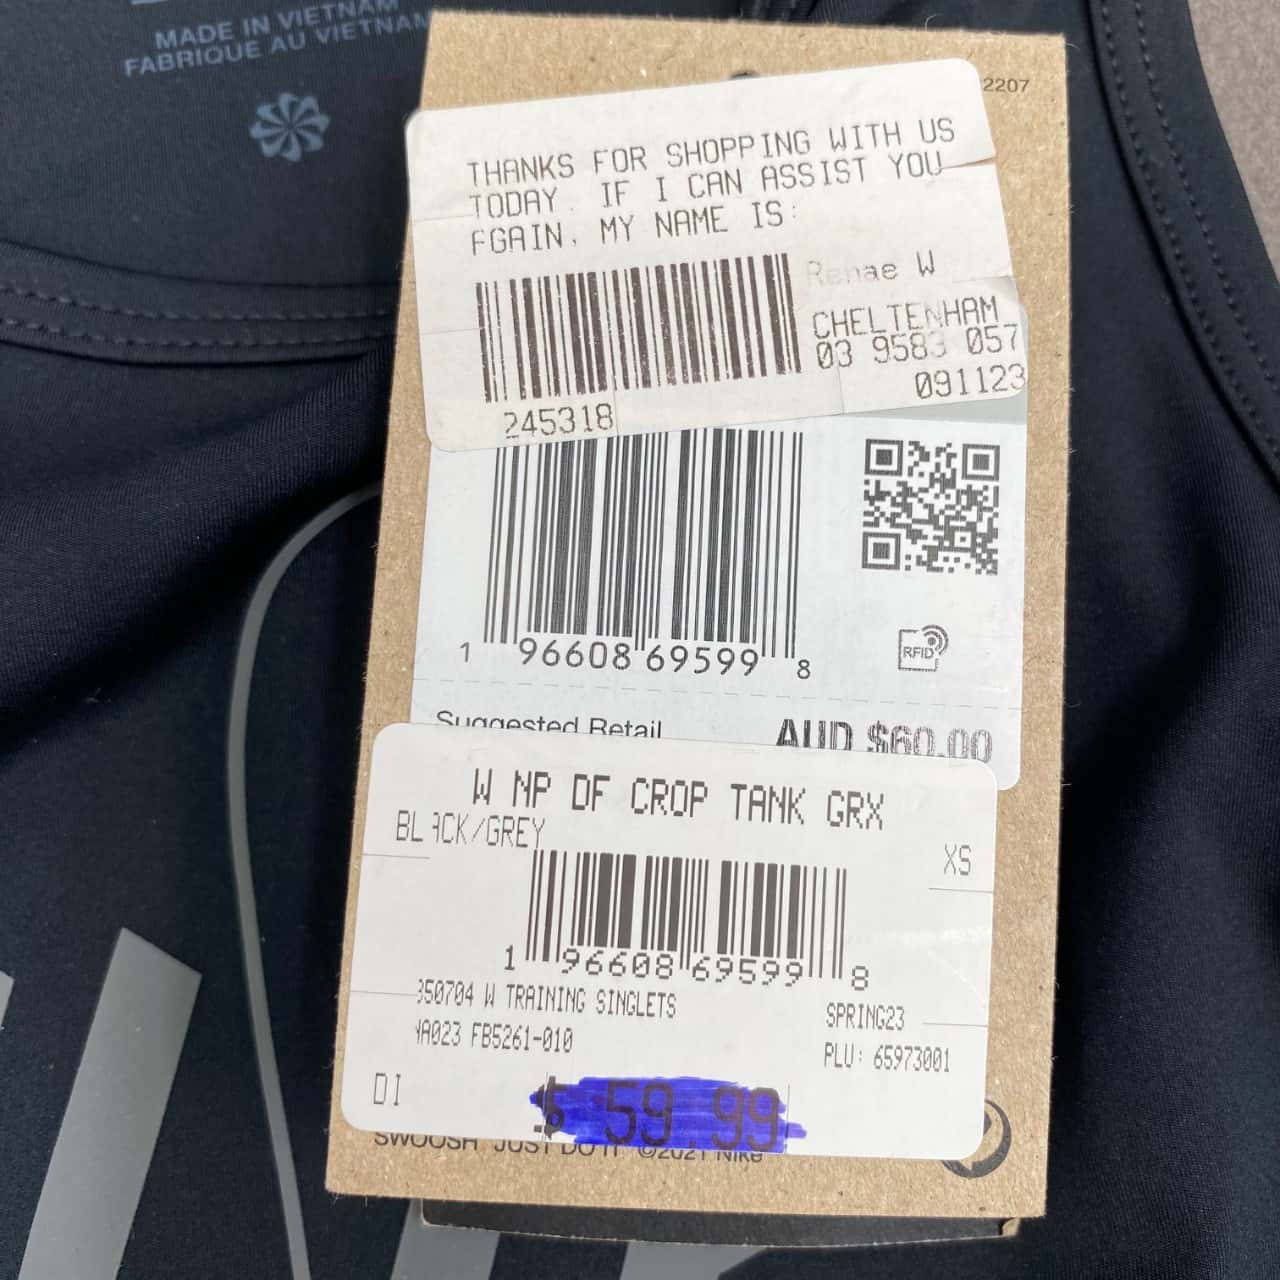 MADE IN VIETNAM
FABRIQUE AU VIETNAM
2207
THANKS FOR SHOPPING WITH US
TODAY. IF I CAN ASSIST YOU
AGAIN, MY NAME IS:
Renae W
CHELTENHAM
03 9583 057
091123
245318
1 96608 69599 8
RFID
Suggested Retail AUD $60.00
W NP DF CROP TANK GRX
BLACK/GREY
XS
1 96608 69599 8
350704 W TRAINING SINGLETS
SPRING23
WA023 FB5261-010
PLU: 65973001
DI
$ 59.99
SWOOSH JUST DO IT ©2021 Nike